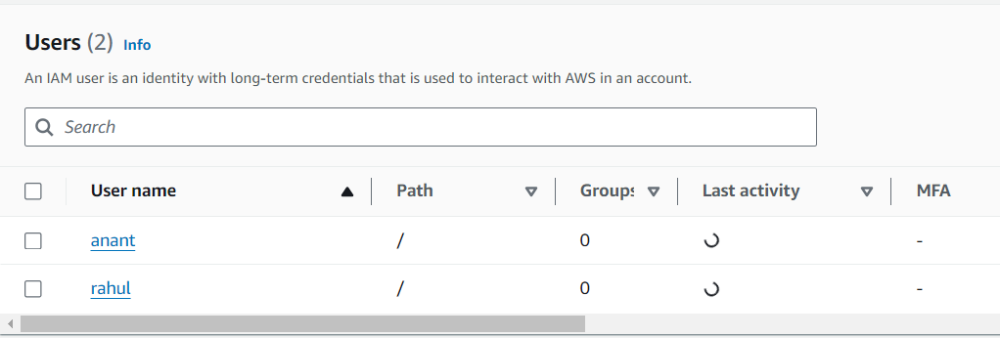 Users (2) Info
An IAM user is an identity with long-term credentials that is used to interact with AWS in an account.
Search
User name Path Groups Last activity MFA
anant / 0 -
rahul / 0 -